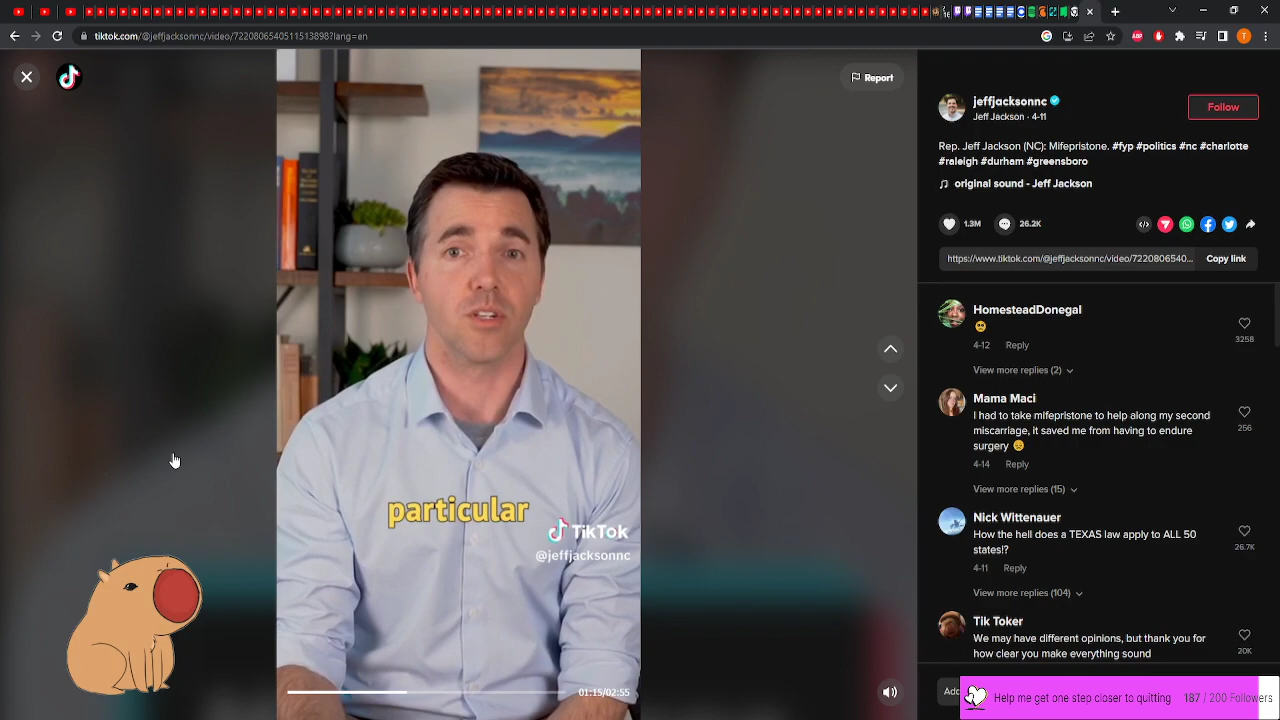 tiktok.com/@jeffjacksonnc/video/7220806540511513898?lang=en
T
Report
particular
TikTok
@jeffjacksonnc
01:15/02:55
jeffjacksonnc
Jeff Jackson · 4-11
Follow
Rep. Jeff Jackson (NC): Mifepristone. #fyp #politics #nc #charlotte
#raleigh #durham #greensboro
original sound - Jeff Jackson
1.3M
26.2K
https://www.tiktok.com/@jeffjacksonnc/video/7220806540...
Copy link
HomesteadDonegal
4-12 Reply
3258
View more replies (2)
Mama Maci
I had to take mifepristone to help along my second
miscarriage, it saved me from having to endure
surgery
256
4-14 Reply
View more replies (15)
Nick Wittenauer
How the hell does a TEXAS law apply to ALL 50
states!?
26.7K
4-11 Reply
View more replies (104)
Tik Toker
We may have different opinions, but thank you for
how clear you make everything sound
20K
Add
Help me get one step closer to quitting 187 / 200 Followers